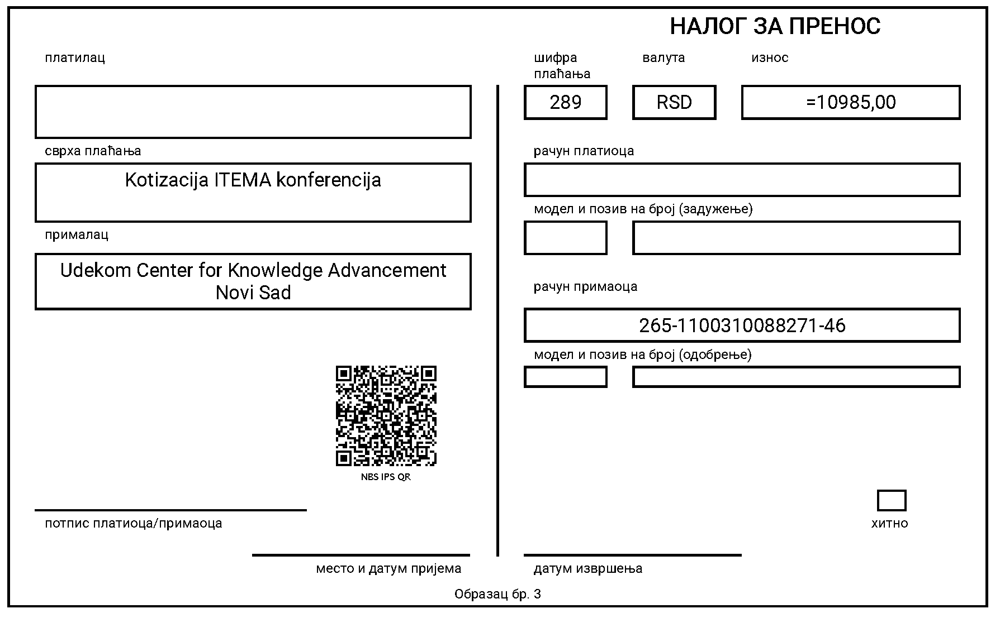 НАЛОГ ЗА ПРЕНОС
платилац
сврха плаћања
Kotizacija ITEMA konferencija
прималац
Udekom Center for Knowledge Advancement
Novi Sad
NBS IPS QR
потпис платиоца/примаоца
место и датум пријема
шифра
плаћања
валута
износ
289
RSD
=10985,00
рачун платиоца
модел и позив на број (задужење)
рачун примаоца
265-1100310088271-46
модел и позив на број (одобрење)
хитно
датум извршења
Образац бр. 3